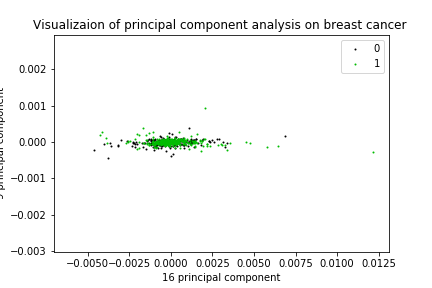 Visualizaion of principal component analysis on breast cancer
0
1
0.002
0.001
0.000
−0.001
−0.002
−0.003
principal component
−0.0050 −0.0025 0.0000 0.0025 0.0050 0.0075 0.0100 0.0125
16 principal component